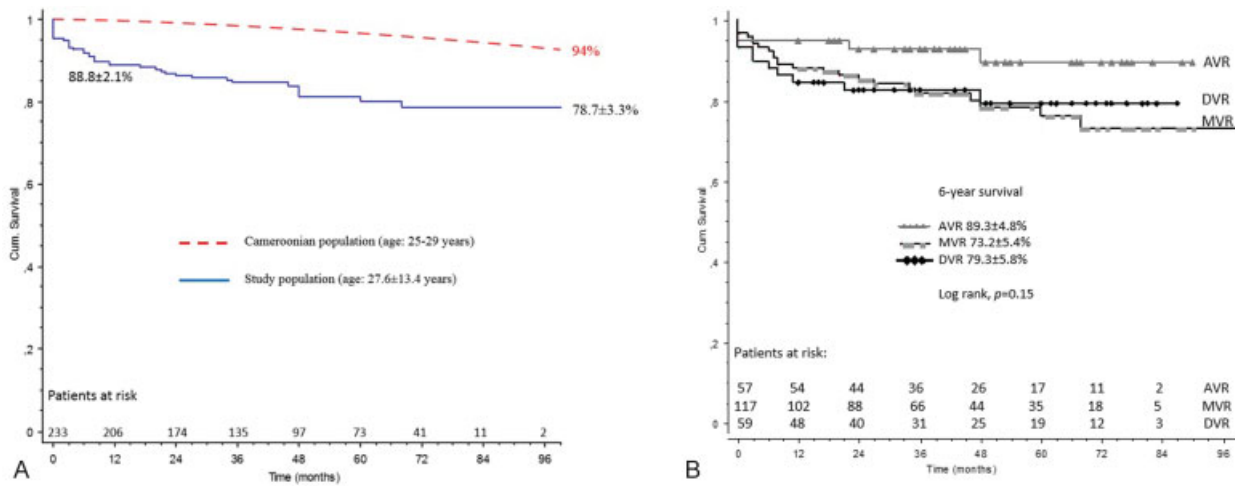 1
94%
88.8±2.1%
.8
78.7±3.3%
.6
Cum. Survival
Cameroonian population (age: 25-29 years)
.4
Study population (age: 27.6±13.4 years)
.2
Patients at risk
0
233 206 174 135 97 73 41 11 2
0 12 24 36 48 60 72 84 96
Time (months)
A
1
AVR
.8
DVR
MVR
.6
Cum. Survival
6-year survival
AVR 89.3±4.8%
MVR 73.2±5.4%
DVR 79.3±5.8%
.4
Log rank, p=0.15
.2
Patients at risk:
57 54 44 36 26 17 11 2 AVR
117 102 88 66 44 35 18 5 MVR
59 48 40 31 25 19 12 3 DVR
0
0 12 24 36 48 60 72 84 96
Time (months)
B